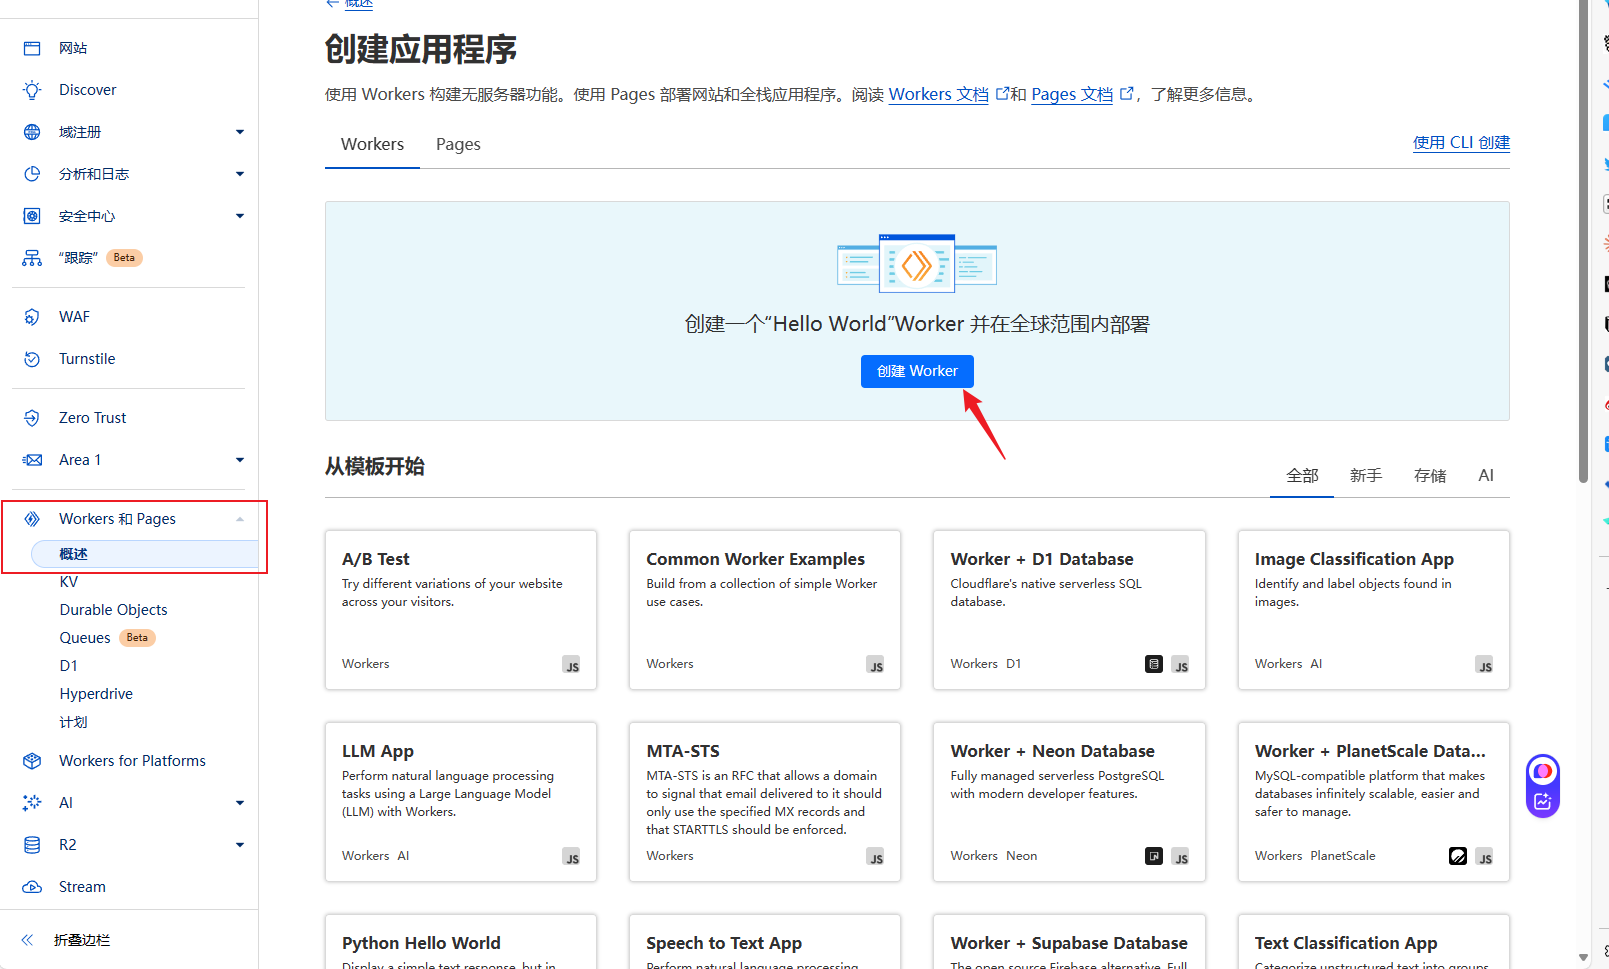 网站
Discover
域注册
分析和日志
安全中心
“跟踪” Beta
WAF
Turnstile
Zero Trust
Area 1
Workers 和 Pages
概述
KV
Durable Objects
Queues Beta
D1
Hyperdrive
计划
Workers for Platforms
AI
R2
Stream
折叠边栏
概述
创建应用程序
使用 Workers 构建无服务器功能。使用 Pages 部署网站和全栈应用程序。阅读 Workers 文档 和 Pages 文档 ，了解更多信息。
Workers Pages 使用 CLI 创建
创建一个“Hello World”Worker 并在全球范围内部署
创建 Worker
从模板开始
全部 新手 存储 AI
A/B Test
Try different variations of your website
across your visitors.
Workers JS
Common Worker Examples
Build from a collection of simple Worker
use cases.
Workers JS
Worker + D1 Database
Cloudflare's native serverless SQL
database.
Workers D1 JS
Image Classification App
Identify and label objects found in
images.
Workers AI JS
LLM App
Perform natural language processing
tasks using a Large Language Model
(LLM) with Workers.
Workers AI JS
MTA-STS
MTA-STS is an RFC that allows a domain
to signal that email delivered to it should
only use the specified MX records and
that STARTTLS should be enforced.
Workers JS
Worker + Neon Database
Fully managed serverless PostgreSQL
with modern developer features.
Workers Neon JS
Worker + PlanetScale Data...
MySQL-compatible platform that makes
databases infinitely scalable, easier and
safer to manage.
Workers PlanetScale JS
Python Hello World
Display a simple text response, but in
Speech to Text App
Perform natural language processing
Worker + Supabase Database
The open source Firebase alternative. Full
Text Classification App
Categorize unstructured text into groups